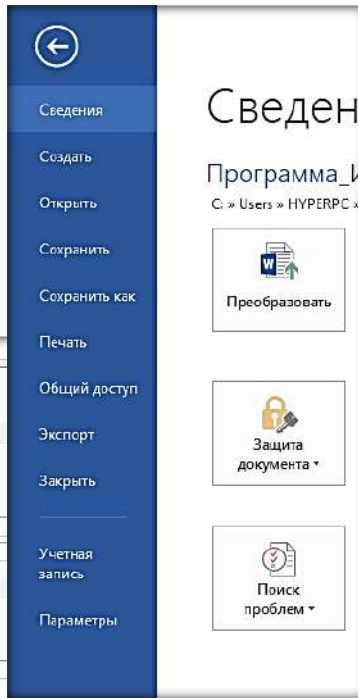 Сведения
Создать
Открыть
Сохранить
Сохранить как
Печать
Общий доступ
Экспорт
Закрыть
Учетная
запись
Параметры
Сведен
Программа_И
C: » Users » HYPERPC »
Преобразовать
Защита
документа
Поиск
проблем